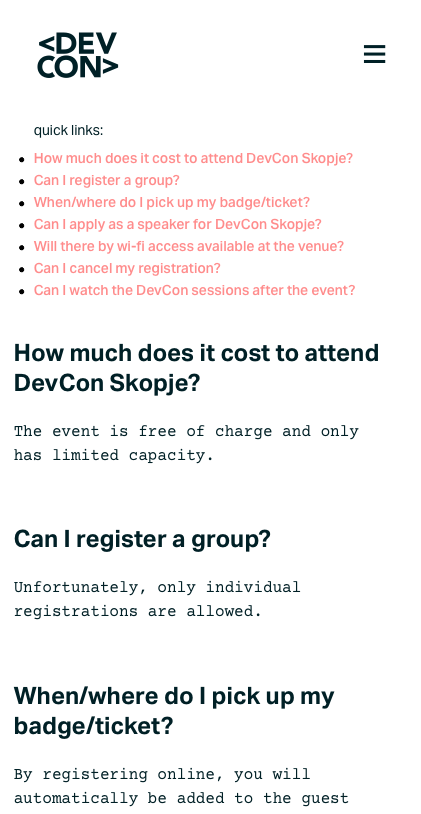 <DEV
CON>
quick links:
How much does it cost to attend DevCon Skopje?
Can I register a group?
When/where do I pick up my badge/ticket?
Can I apply as a speaker for DevCon Skopje?
Will there by wi-fi access available at the venue?
Can I cancel my registration?
Can I watch the DevCon sessions after the event?
How much does it cost to attend
DevCon Skopje?
The event is free of charge and only
has limited capacity.
Can I register a group?
Unfortunately, only individual
registrations are allowed.
When/where do I pick up my
badge/ticket?
By registering online, you will
automatically be added to the guest